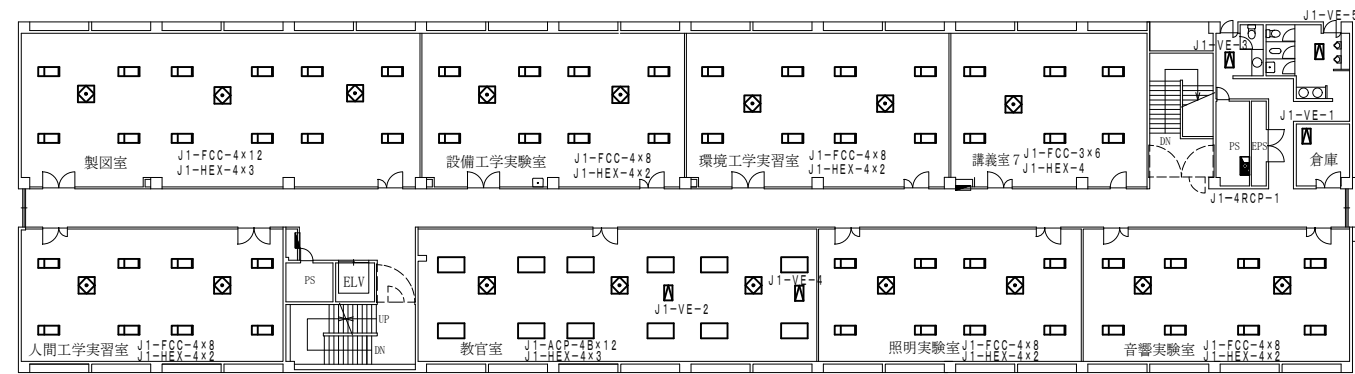 J1-VE-5
J1-VE-3
J1-VE-1
製図室
J1-FCC-4×12
J1-HEX-4×3
設備工学実験室
J1-FCC-4×8
J1-HEX-4×2
環境工学実習室
J1-FCC-4×8
J1-HEX-4×2
講義室7
J1-FCC-3×6
J1-HEX-4
DN
PS
EPS
倉庫
J1-4RCP-1
PS
ELV
UP
DN
J1-VE-4
J1-VE-2
人間工学実習室
J1-FCC-4×8
J1-HEX-4×2
教官室
J1-ACP-4B×12
J1-HEX-4×3
照明実験室
J1-FCC-4×8
J1-HEX-4×2
音響実験室
J1-FCC-4×8
J1-HEX-4×2